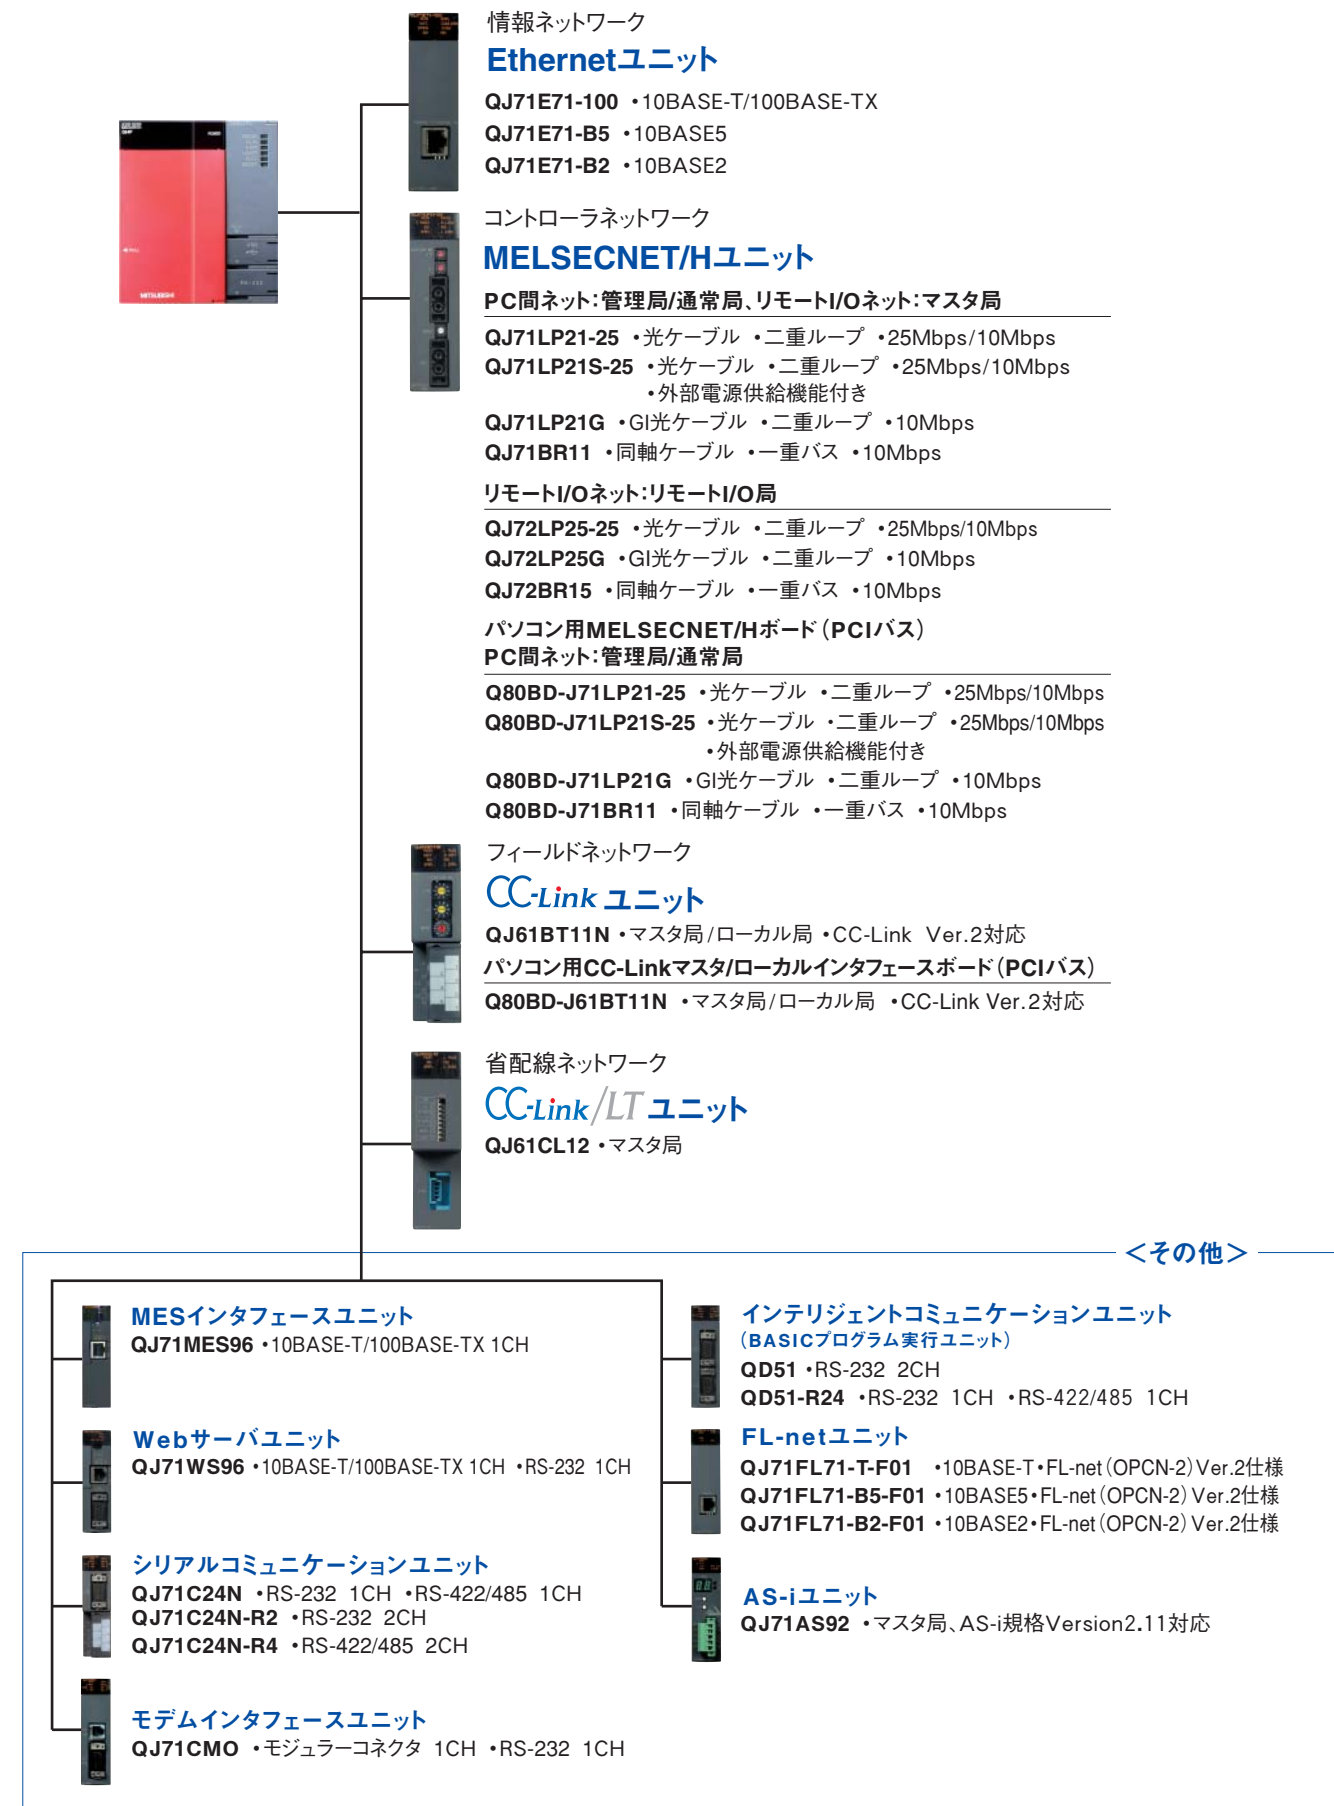 情報ネットワーク
Ethernetユニット
QJ71E71-100 •10BASE-T/100BASE-TX
QJ71E71-B5 •10BASE5
QJ71E71-B2 •10BASE2
MITSUBISHI
コントローラネットワーク
MELSECNET/Hユニット
PC間ネット:管理局/通常局、リモートI/Oネット:マスタ局
QJ71LP21-25 •光ケーブル •二重ループ •25Mbps/10Mbps
QJ71LP21S-25 •光ケーブル •二重ループ •25Mbps/10Mbps
•外部電源供給機能付き
QJ71LP21G •GI光ケーブル •二重ループ •10Mbps
QJ71BR11 •同軸ケーブル •一重バス •10Mbps
リモートI/Oネット:リモートI/O局
QJ72LP25-25 •光ケーブル •二重ループ •25Mbps/10Mbps
QJ72LP25G •GI光ケーブル •二重ループ •10Mbps
QJ72BR15 •同軸ケーブル •一重バス •10Mbps
パソコン用MELSECNET/Hボード(PCIバス)
PC間ネット:管理局/通常局
Q80BD-J71LP21-25 •光ケーブル •二重ループ •25Mbps/10Mbps
Q80BD-J71LP21S-25 •光ケーブル •二重ループ •25Mbps/10Mbps
•外部電源供給機能付き
Q80BD-J71LP21G •GI光ケーブル •二重ループ •10Mbps
Q80BD-J71BR11 •同軸ケーブル •一重バス •10Mbps
フィールドネットワーク
CC-Link ユニット
QJ61BT11N •マスタ局/ローカル局 •CC-Link Ver.2対応
パソコン用CC-Linkマスタ/ローカルインタフェースボード(PCIバス)
Q80BD-J61BT11N •マスタ局/ローカル局 •CC-Link Ver.2対応
省配線ネットワーク
CC-Link/LT ユニット
QJ61CL12 •マスタ局
<その他>
MESインタフェースユニット
QJ71MES96 •10BASE-T/100BASE-TX 1CH
Webサーバユニット
QJ71WS96 •10BASE-T/100BASE-TX 1CH •RS-232 1CH
シリアルコミュニケーションユニット
QJ71C24N •RS-232 1CH •RS-422/485 1CH
QJ71C24N-R2 •RS-232 2CH
QJ71C24N-R4 •RS-422/485 2CH
モデムインタフェースユニット
QJ71CMO •モジュラーコネクタ 1CH •RS-232 1CH
インテリジェントコミュニケーションユニット
(BASICプログラム実行ユニット)
QD51 •RS-232 2CH
QD51-R24 •RS-232 1CH •RS-422/485 1CH
FL-netユニット
QJ71FL71-T-F01 •10BASE-T•FL-net(OPCN-2)Ver.2仕様
QJ71FL71-B5-F01 •10BASE5•FL-net(OPCN-2)Ver.2仕様
QJ71FL71-B2-F01 •10BASE2•FL-net(OPCN-2)Ver.2仕様
AS-iユニット
QJ71AS92 •マスタ局、AS-i規格Version2.11対応